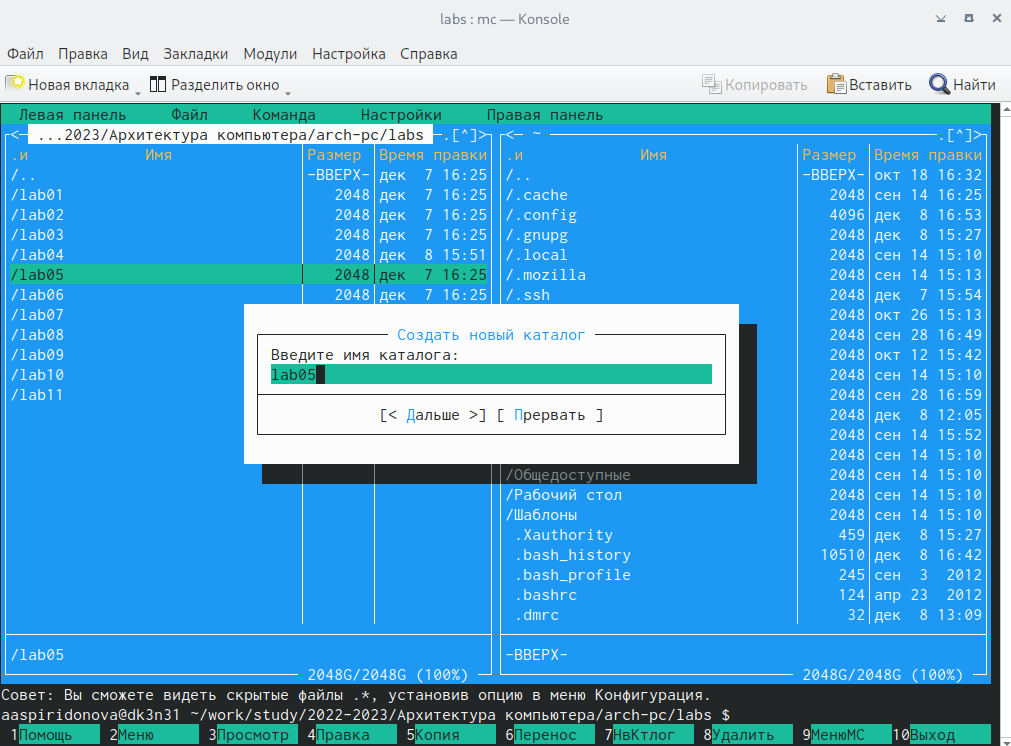 labs : mc — Konsole
Файл Правка Вид Закладки Модули Настройка Справка
Новая вкладка Разделить окно Копировать Вставить Найти
Левая панель Файл Команда Настройки Правая панель
<— ...2023/Архитектура компьютера/arch-pc/labs —.[^]> <— ~ —.[^]>
.и Имя Размер Время правки .и Имя Размер Время правки
/.. -ВВЕРХ- дек 7 16:25 /.. -ВВЕРХ- окт 18 16:32
/lab01 2048 дек 7 16:25 /.cache 2048 сен 14 16:25
/lab02 2048 дек 7 16:25 /.config 4096 дек 8 16:53
/lab03 2048 дек 7 16:25 /.gnupg 2048 дек 8 15:27
/lab04 2048 дек 8 15:51 /.local 2048 сен 14 15:10
/lab05 2048 дек 7 16:25 /.mozilla 2048 сен 14 15:13
/lab06 2048 дек 7 16:25 /.ssh 2048 дек 7 15:54
/lab07 2048 окт 26 15:13
/lab08 Создать новый каталог 2048 сен 28 16:49
/lab09 Введите имя каталога: 2048 окт 12 15:42
/lab10 lab05 2048 сен 14 15:10
/lab11 2048 сен 28 16:59
[< Дальше >] [ Прервать ] 2048 дек 8 12:05
2048 сен 14 15:52
2048 сен 14 15:10
/Общедоступные 2048 сен 14 15:10
/Рабочий стол 2048 сен 14 15:10
/Шаблоны 2048 сен 14 15:10
.Xauthority 459 дек 8 15:27
.bash_history 10510 дек 8 16:42
.bash_profile 245 сен 3 2012
.bashrc 124 апр 23 2012
.dmrc 32 дек 8 13:09
/lab05 -ВВЕРХ-
2048G/2048G (100%) 2048G/2048G (100%)
Совет: Вы сможете видеть скрытые файлы .*, установив опцию в меню Конфигурация.
aaspiridonova@dk3n31 ~/work/study/2022-2023/Архитектура компьютера/arch-pc/labs $
1Помощь 2Меню 3Просмотр 4Правка 5Копия 6Перенос 7НвКтлог 8Удалить 9МенюМС 10Выход